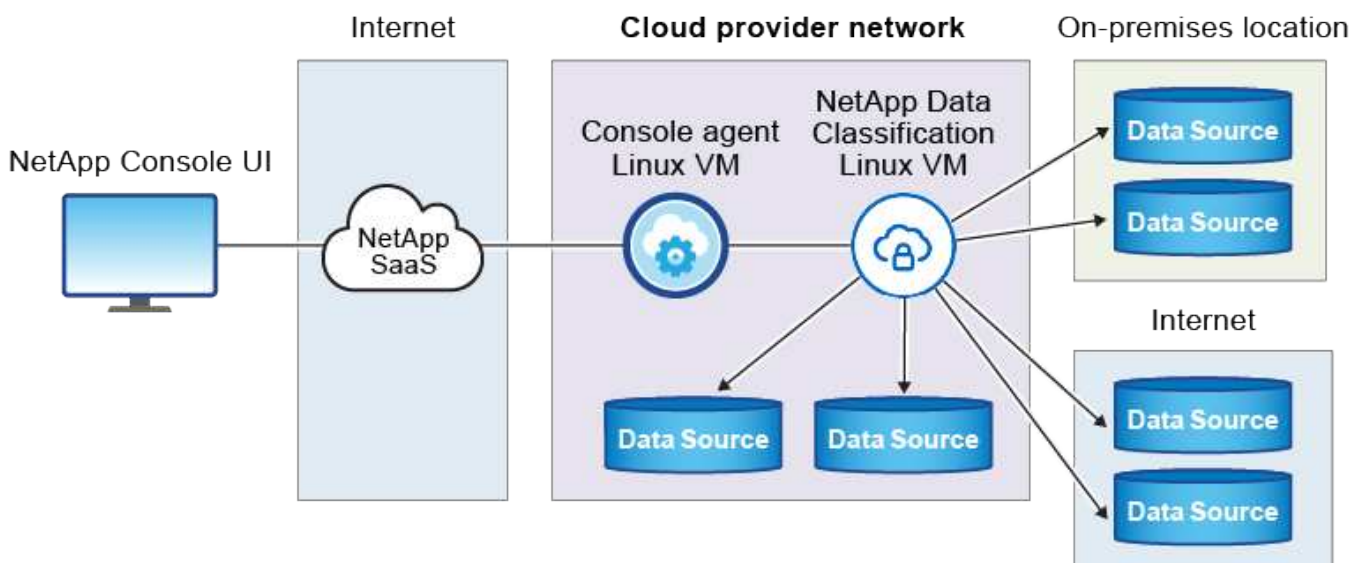 Internet
Cloud provider network
On-premises location
NetApp Console UI
NetApp
SaaS
Console agent
Linux VM
NetApp Data
Classification
Linux VM
Data Source
Data Source
Data Source
Data Source
Internet
Data Source
Data Source